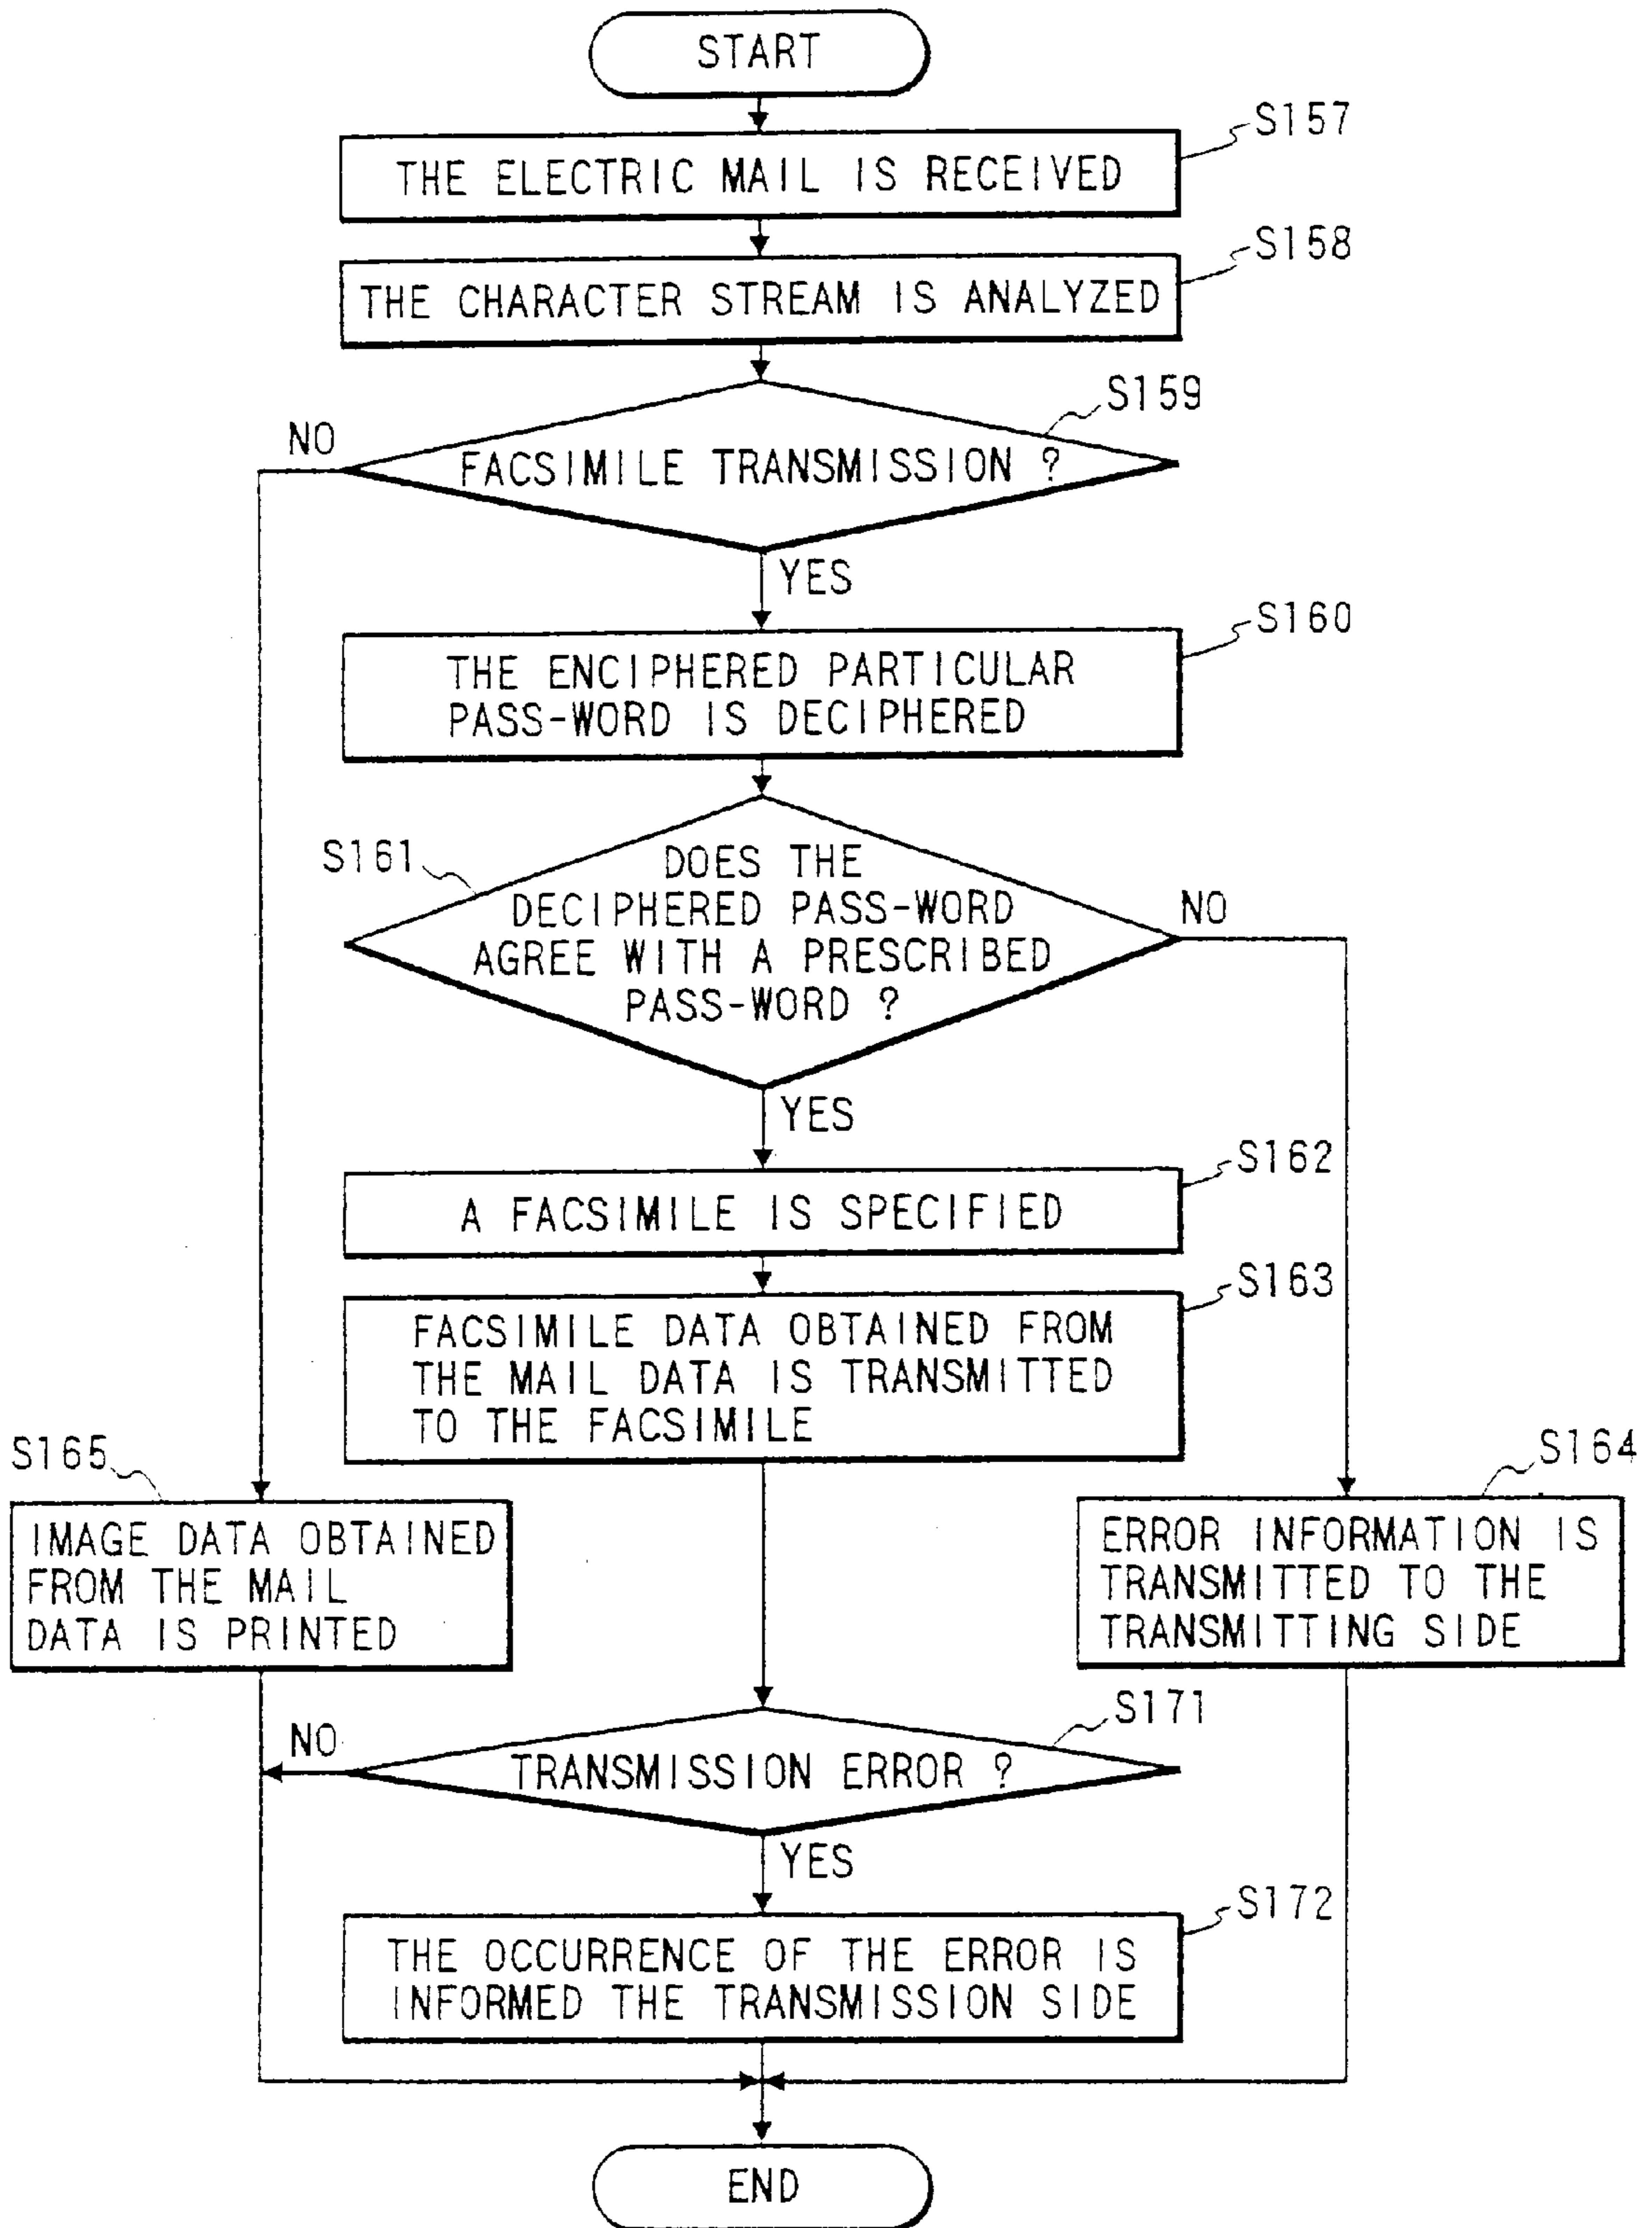 START
S157
THE ELECTRIC MAIL IS RECEIVED
S158
THE CHARACTER STREAM IS ANALYZED
S159
NO
FACSIMILE TRANSMISSION ?
YES
S160
THE ENCIPHERED PARTICULAR
PASS-WORD IS DECIPHERED
S161
DOES THE
DECIPHERED PASS-WORD
AGREE WITH A PRESCRIBED
PASS-WORD ?
NO
YES
S162
A FACSIMILE IS SPECIFIED
S163
FACSIMILE DATA OBTAINED FROM
THE MAIL DATA IS TRANSMITTED
TO THE FACSIMILE
S165
IMAGE DATA OBTAINED
FROM THE MAIL
DATA IS PRINTED
S164
ERROR INFORMATION IS
TRANSMITTED TO THE
TRANSMITTING SIDE
S171
NO
TRANSMISSION ERROR ?
YES
S172
THE OCCURRENCE OF THE ERROR IS
INFORMED THE TRANSMISSION SIDE
END